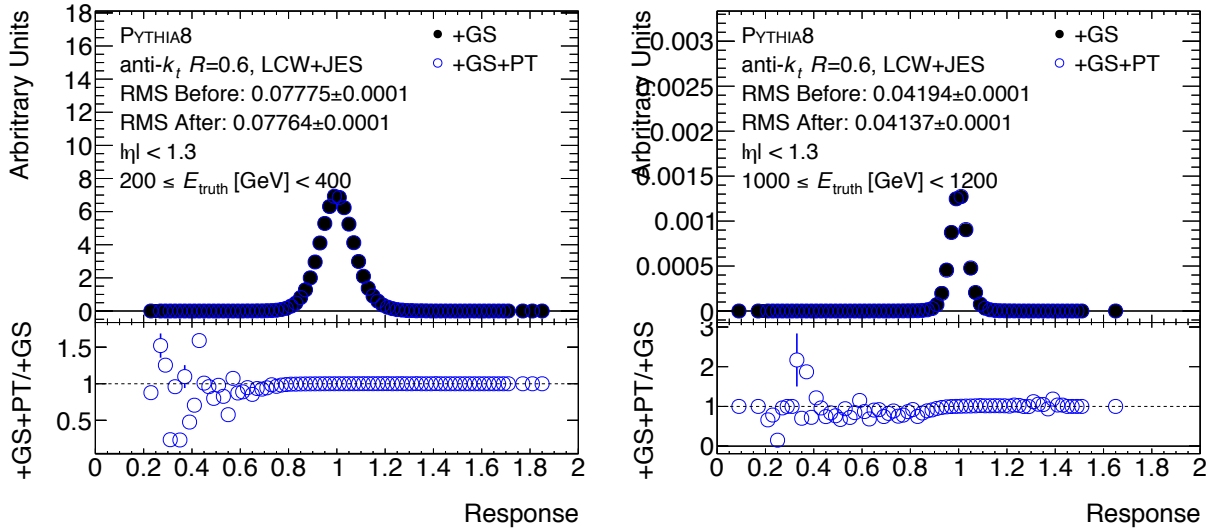 Arbritrary Units
18
16
14
12
10
8
6
4
2
0
PYTHIA8
anti-kt R=0.6, LCW+JES
RMS Before: 0.07775±0.0001
RMS After: 0.07764±0.0001
|η| < 1.3
200 ≤ Etruth [GeV] < 400
+GS
+GS+PT
+GS+PT/+GS
1.5
1
0.5
0 0.2 0.4 0.6 0.8 1 1.2 1.4 1.6 1.8 2
Response
Arbritrary Units
0.003
0.0025
0.002
0.0015
0.001
0.0005
0
PYTHIA8
anti-kt R=0.6, LCW+JES
RMS Before: 0.04194±0.0001
RMS After: 0.04137±0.0001
|η| < 1.3
1000 ≤ Etruth [GeV] < 1200
+GS
+GS+PT
+GS+PT/+GS
3
2
1
0
0 0.2 0.4 0.6 0.8 1 1.2 1.4 1.6 1.8 2
Response